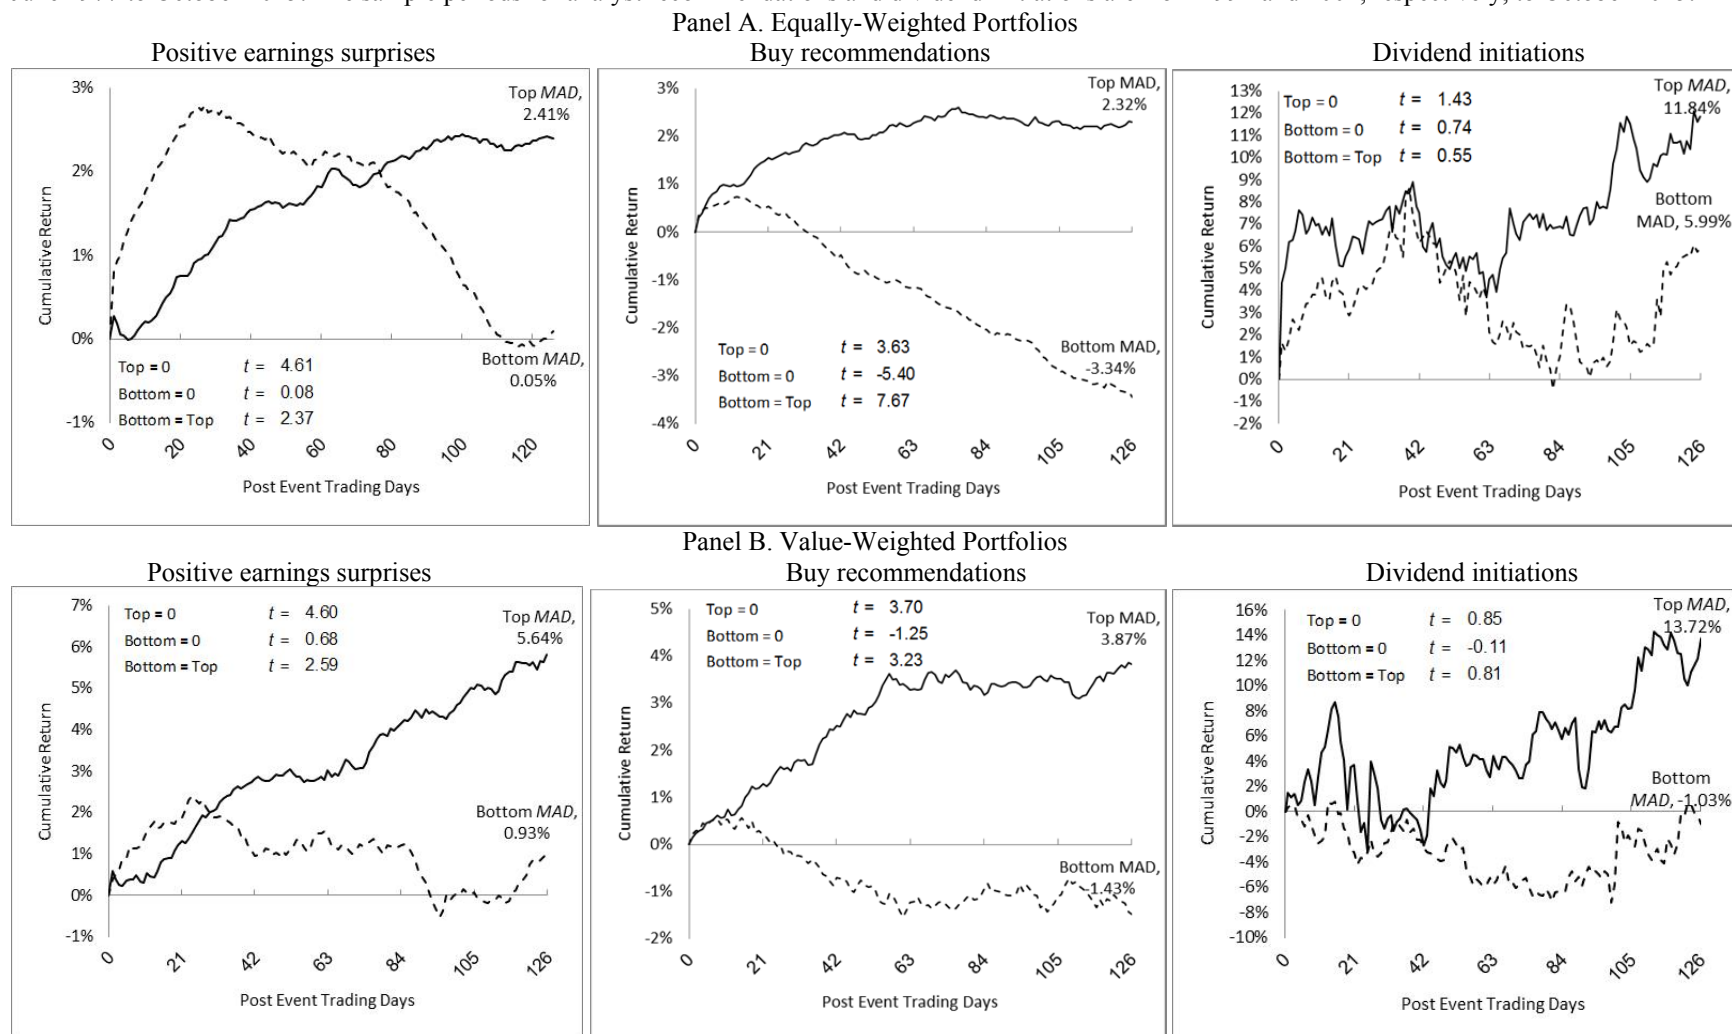 to October
Panel A. Equally-Weighted Portfolios
Positive earnings surprises
Buy recommendations
Dividend initiations
3%
2%
1%
0%
-1%
Cumulative Return
Top MAD,
2.41%
Bottom MAD,
0.05%
Top = 0 t = 4.61
Bottom = 0 t = 0.08
Bottom = Top t = 2.37
0 20 40 60 80 100 120
Post Event Trading Days
3%
2%
1%
0%
-1%
-2%
-3%
-4%
Cumulative Return
Top MAD,
2.32%
Bottom MAD,
-3.34%
Top = 0 t = 3.63
Bottom = 0 t = -5.40
Bottom = Top t = 7.67
0 21 42 63 84 105 126
Post Event Trading Days
13%
12%
11%
10%
9%
8%
7%
6%
5%
4%
3%
2%
1%
0%
-1%
-2%
Cumulative Return
Top = 0 t = 1.43
Bottom = 0 t = 0.74
Bottom = Top t = 0.55
Top MAD,
11.84%
Bottom
MAD, 5.99%
0 21 42 63 84 105 126
Post Event Trading Days
Panel B. Value-Weighted Portfolios
Positive earnings surprises
Buy recommendations
Dividend initiations
7%
6%
5%
4%
3%
2%
1%
0%
-1%
Cumulative Return
Top = 0 t = 4.60
Bottom = 0 t = 0.68
Bottom = Top t = 2.59
Top MAD,
5.64%
Bottom MAD,
0.93%
0 21 42 63 84 105 126
Post Event Trading Days
5%
4%
3%
2%
1%
0%
-1%
-2%
Cumulative Return
Top = 0 t = 3.70
Bottom = 0 t = -1.25
Bottom = Top t = 3.23
Top MAD,
3.87%
Bottom MAD,
-1.43%
0 21 42 63 84 105 126
Post Event Trading Days
16%
14%
12%
10%
8%
6%
4%
2%
0%
-2%
-4%
-6%
-8%
-10%
Cumulative Return
Top = 0 t = 0.85
Bottom = 0 t = -0.11
Bottom = Top t = 0.81
Top MAD,
13.72%
Bottom
MAD, -1.03%
0 21 42 63 84 105 126
Post Event Trading Days